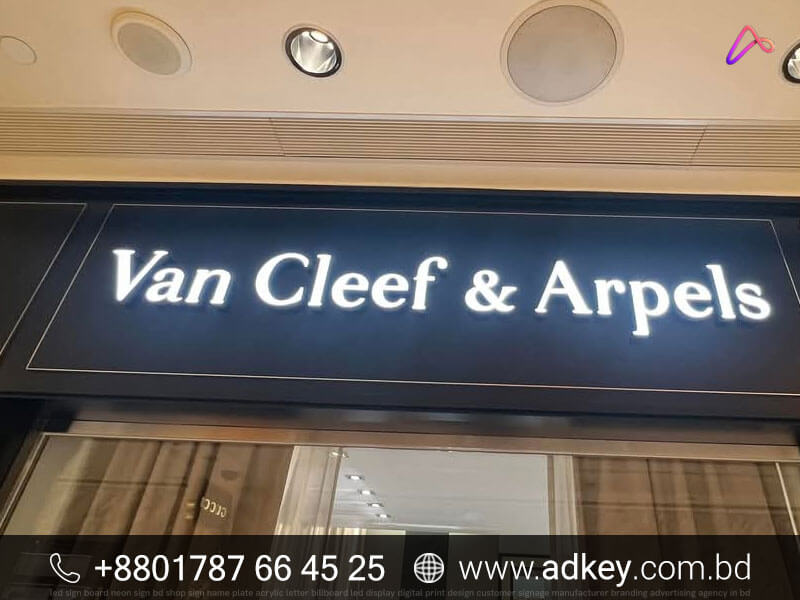 Van Cleef & Arpels
GUCCI
+8801787 66 45 25 www.adkey.com.bd
led sign board neon sign bd shop sign name plate acrylic letter billboard led display digital print design customer signage manufacturer branding advertising agency in bd